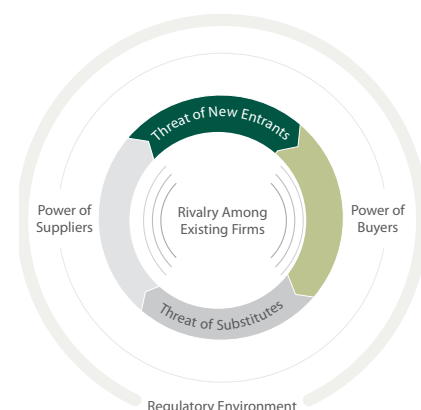 Threat of New Entrants
Power of
Suppliers
Rivalry Among
Existing Firms
Power of
Buyers
Threat of Substitutes
Regulatory Environment